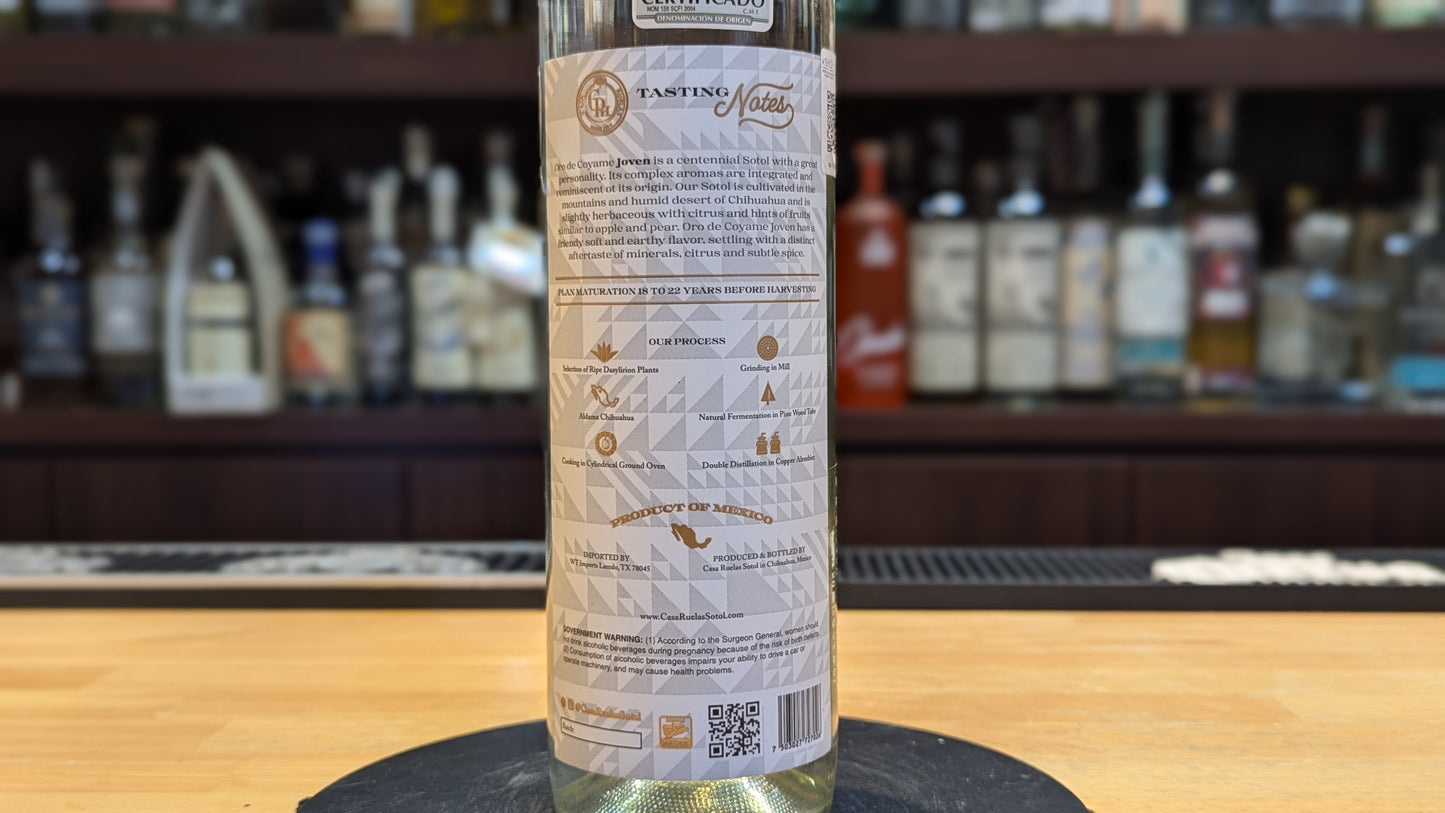 CERTIFICADO
NOM 159 SCFI 2004 C.M.S.
DENOMINACIÓN DE ORIGEN
TASTING Notes
Oro de Coyame Joven is a centennial Sotol with a great
personality. Its complex aromas are integrated and
reminiscent ot its origin. Our Sotol is cultivated in the
mountains and humid desert of Chihuahua and is
slightly herbaceous with citrus and hints of fruits
similar to apple and pear. Oro de Coyame Joven has a
friendy soft and earthy flavor, settling with a distinct
aftertaste of minerals, citrus and subtle spice.
PLAN MATURATION 18 TO 22 YEARS BEFORE HARVESTING
OUR PROCESS
Selection of Ripe Dasylirion Plants
Grinding in Mill
Aldama Chihuahua
Natural Fermentation in Pine Wood Tubs
Cooking in Cylindrical Ground Oven
Double Distillation in Copper Alembics
PRODUCT OF MEXICO
IMPORTED BY
WT Imports Laredo, TX 78045
PRODUCED & BOTTLED BY
Casa Ruelas Sotol in Chihuahua, Mexico
www.CasaRuelasSotol.com
GOVERNMENT WARNING: (1) According to the Surgeon General, women should
not drink alcoholic beverages during pregnancy because of the risk of birth defects.
(2) Consumption of alcoholic beverages impairs your ability to drive a car or
operate machinery, and may cause health problems.
@CasaRuelasSotol